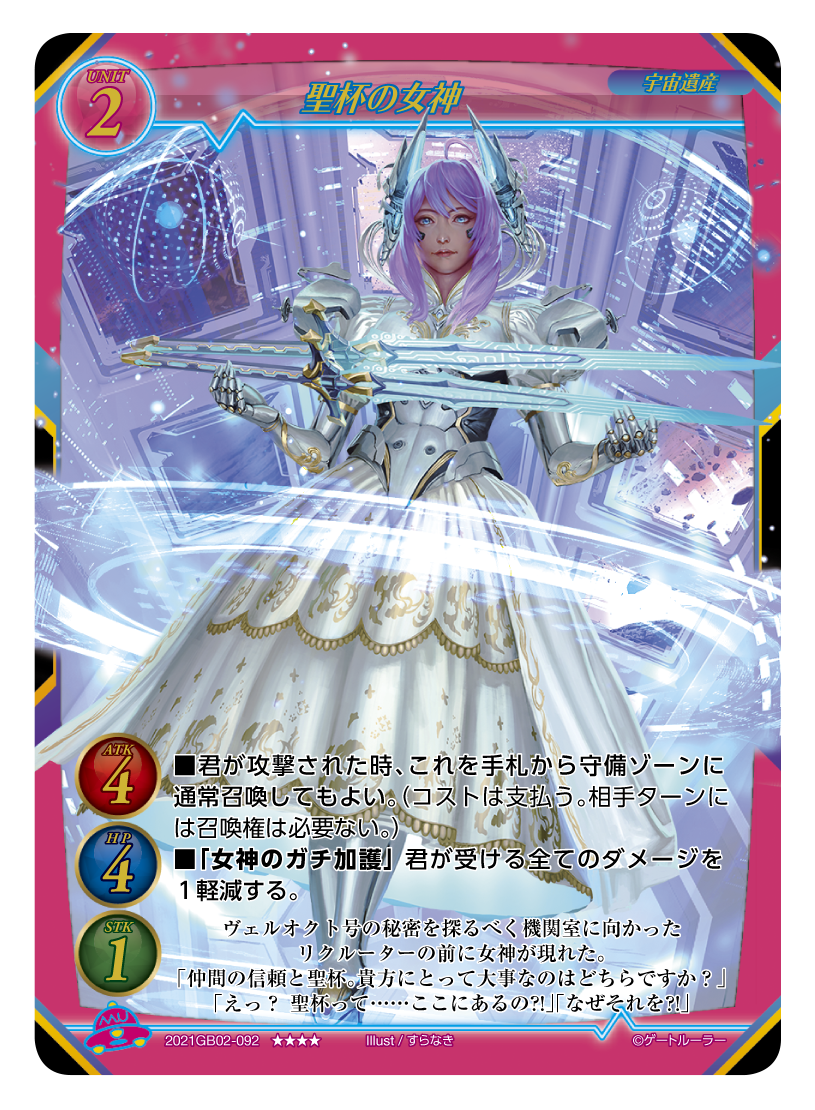 UNIT
2
聖杯の女神
宇宙遺産
ATK
4
HP
4
STK
1
■君が攻撃された時、これを手札から守備ゾーンに
通常召喚してもよい。(コストは支払う。相手ターンに
は召喚権は必要ない。)
■「女神のガチ加護」 君が受ける全てのダメージを
1軽減する。
ヴェルオクト号の秘密を探るべく機関室に向かった
リクルーターの前に女神が現れた。
「仲間の信頼と聖杯。貴方にとって大事なのはどちらですか?」
「えっ? 聖杯って……ここにあるの?!」「なぜそれを?!」
MU
2021GB02-092 ★★★★ Illust / すらなき ©ゲートルーラー